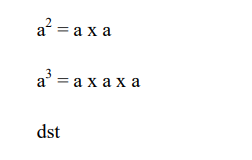 a² = a x a
a³ = a x a x a
dst